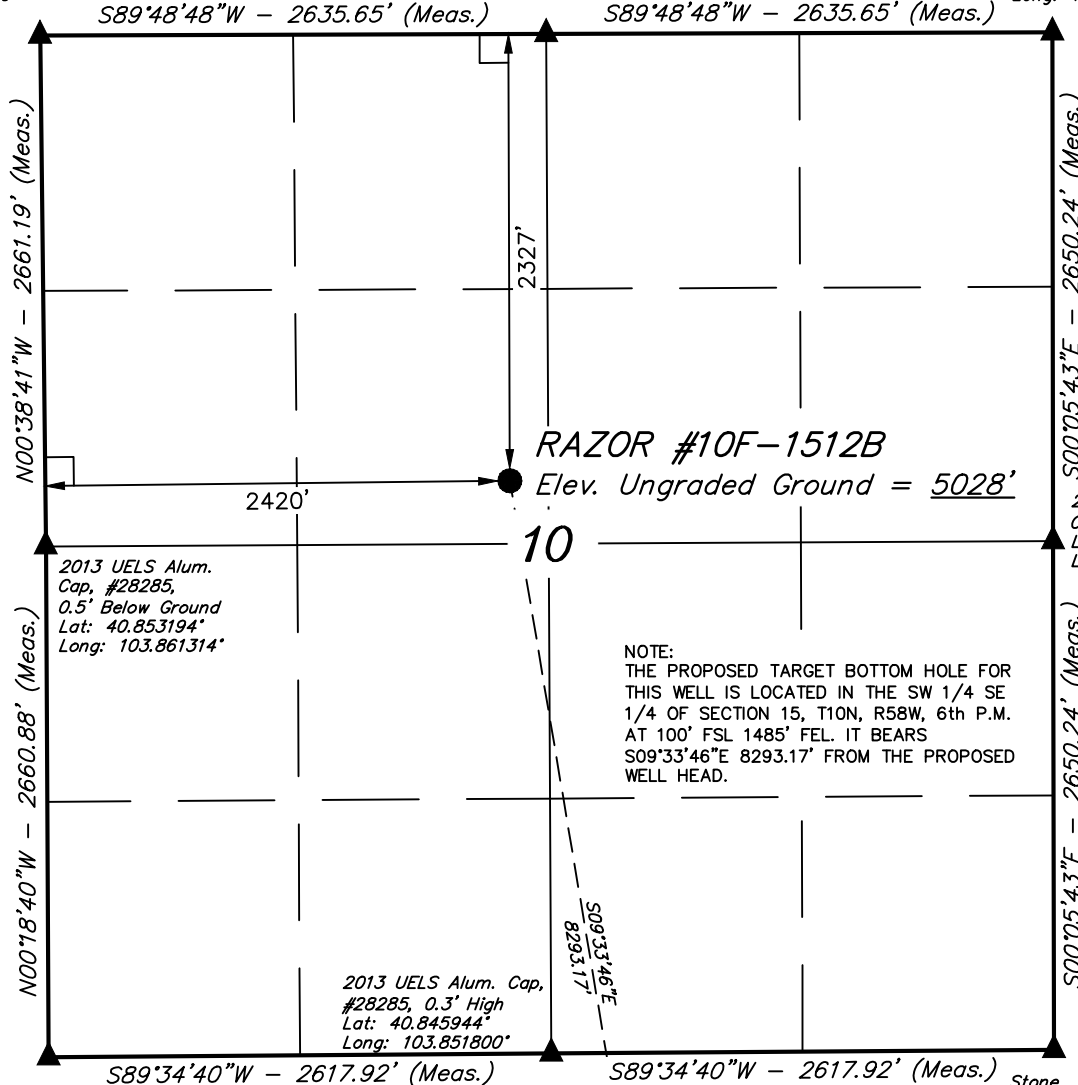 S89°48'48"W - 2635.65' (Meas.)
S89°48'48"W - 2635.65' (Meas.)
N00°38'41"W - 2661.19' (Meas.)
2327'
S00°05'43"E - 2650.24' (Meas.)
RAZOR #10F-1512B
Elev. Ungraded Ground = 5028'
2420'
10
2013 UELS Alum.
Cap, #28285,
0.5' Below Ground
Lat: 40.853194°
Long: 103.861314°
NOTE:
THE PROPOSED TARGET BOTTOM HOLE FOR
THIS WELL IS LOCATED IN THE SW 1/4 SE
1/4 OF SECTION 15, T10N, R58W, 6th P.M.
AT 100' FSL 1485' FEL. IT BEARS
S09°33'46"E 8293.17' FROM THE PROPOSED
WELL HEAD.
N00°18'40"W - 2660.88' (Meas.)
S00°05'43"E - 2650.24' (Meas.)
S09°33'46"E
8293.17'
2013 UELS Alum. Cap,
#28285, 0.3' High
Lat: 40.845944°
Long: 103.851800°
S89°34'40"W - 2617.92' (Meas.)
S89°34'40"W - 2617.92' (Meas.)
Stone